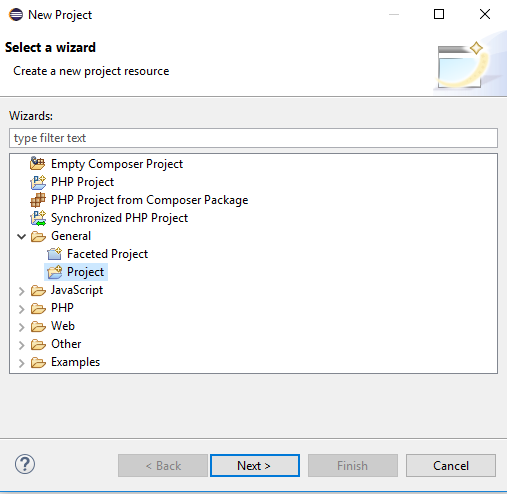 New Project
Select a wizard
Create a new project resource
Wizards:
type filter text
Empty Composer Project
PHP Project
PHP Project from Composer Package
Synchronized PHP Project
General
Faceted Project
Project
JavaScript
PHP
Web
Other
Examples
?
< Back
Next >
Finish
Cancel